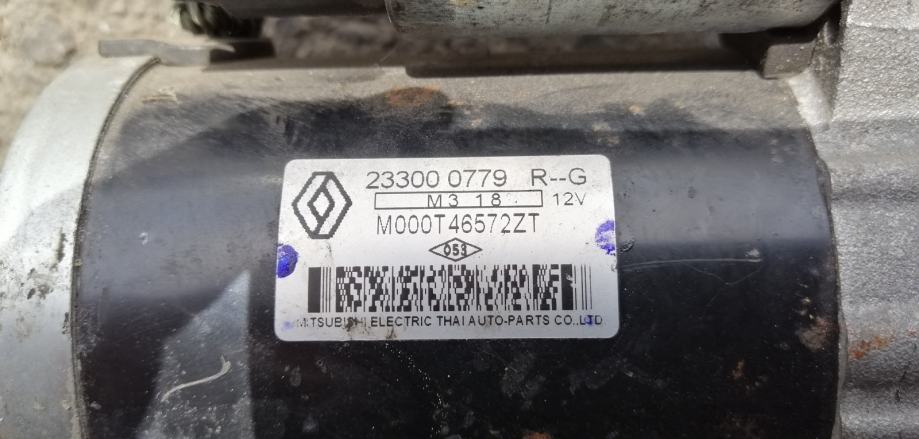 23300 0779 R--G
M3 18 12V
M000T46572ZT
053
MITSUBISHI ELECTRIC THAI AUTO-PARTS CO.,LTD